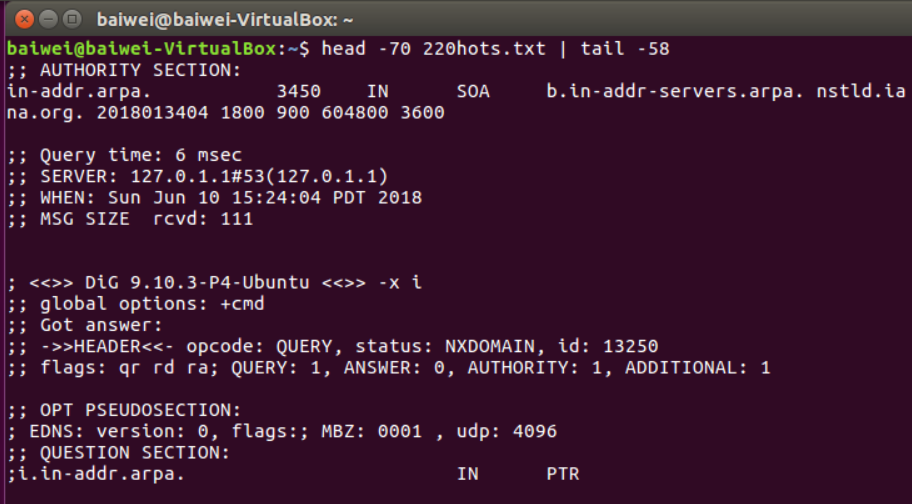 baiwei@baiwei-VirtualBox: ~
baiwei@baiwei-VirtualBox:~$ head -70 220hots.txt | tail -58
;; AUTHORITY SECTION:
in-addr.arpa. 3450 IN SOA b.in-addr-servers.arpa. nstld.ia
na.org. 2018013404 1800 900 604800 3600
;; Query time: 6 msec
;; SERVER: 127.0.1.1#53(127.0.1.1)
;; WHEN: Sun Jun 10 15:24:04 PDT 2018
;; MSG SIZE  rcvd: 111
; <<>> DiG 9.10.3-P4-Ubuntu <<>> -x i
;; global options: +cmd
;; Got answer:
;; ->>HEADER<<- opcode: QUERY, status: NXDOMAIN, id: 13250
;; flags: qr rd ra; QUERY: 1, ANSWER: 0, AUTHORITY: 1, ADDITIONAL: 1
;; OPT PSEUDOSECTION:
; EDNS: version: 0, flags:; MBZ: 0001 , udp: 4096
;; QUESTION SECTION:
;i.in-addr.arpa. IN PTR